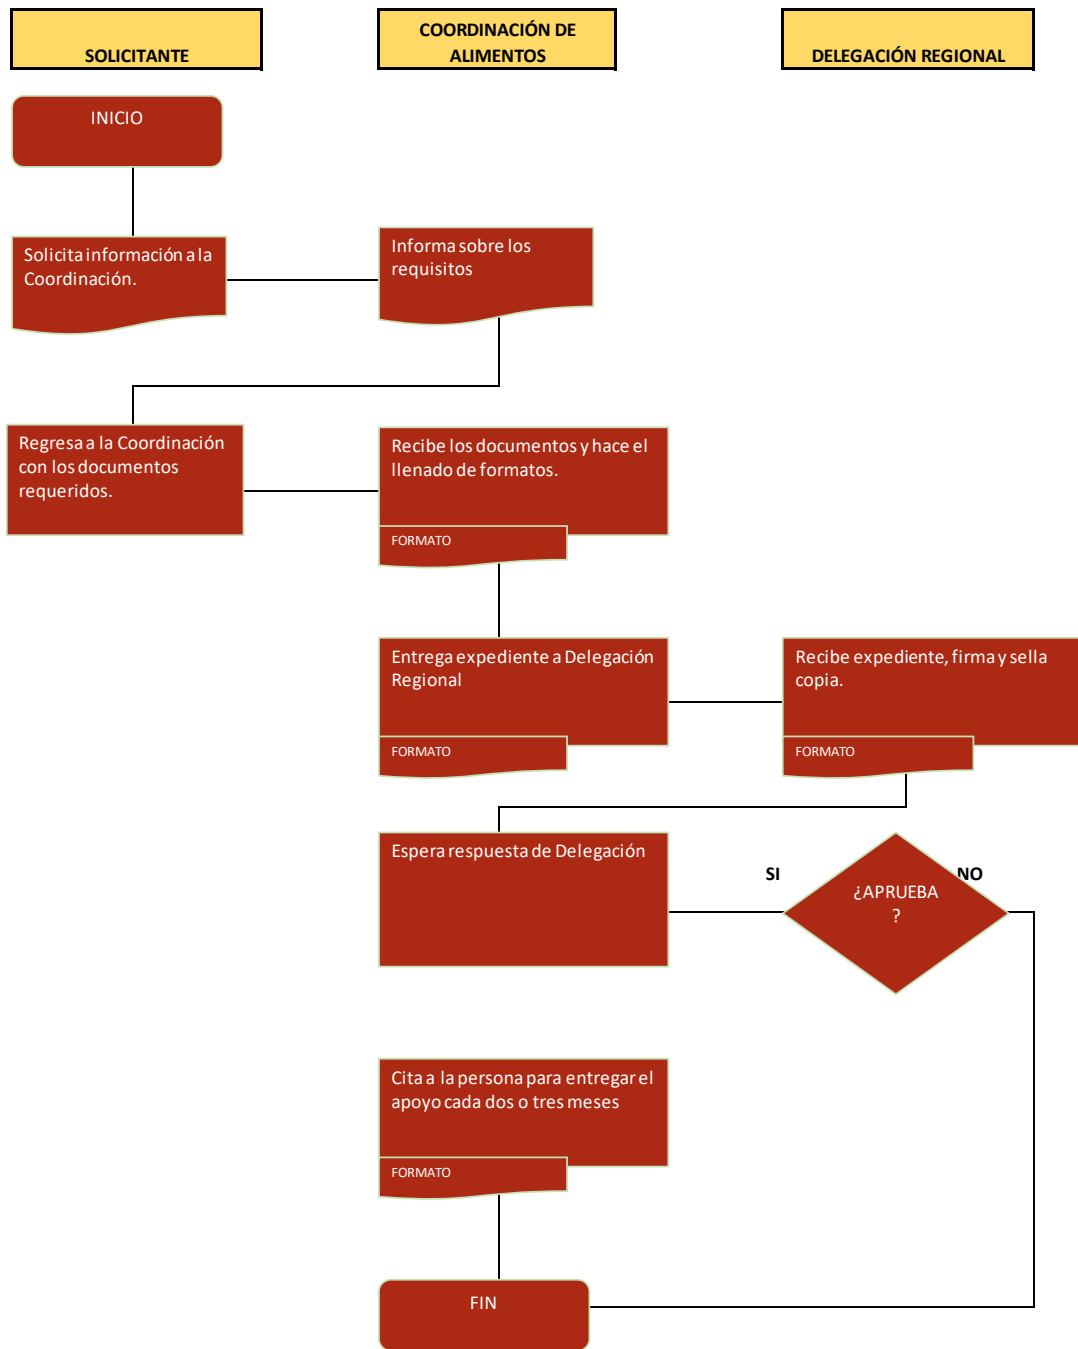 SOLICITANTE
COORDINACIÓN DE
ALIMENTOS
DELEGACIÓN REGIONAL
INICIO
Solicita información a la
Coordinación.
Informa sobre los
requisitos
Regresa a la Coordinación
con los documentos
requeridos.
Recibe los documentos y hace el
llenado de formatos.
FORMATO
Entrega expediente a Delegación
Regional
FORMATO
Recibe expediente, firma y sella
copia.
FORMATO
Espera respuesta de Delegación
SI
¿APRUEBA
?
NO
Cita a la persona para entregar el
apoyo cada dos o tres meses
FORMATO
FIN